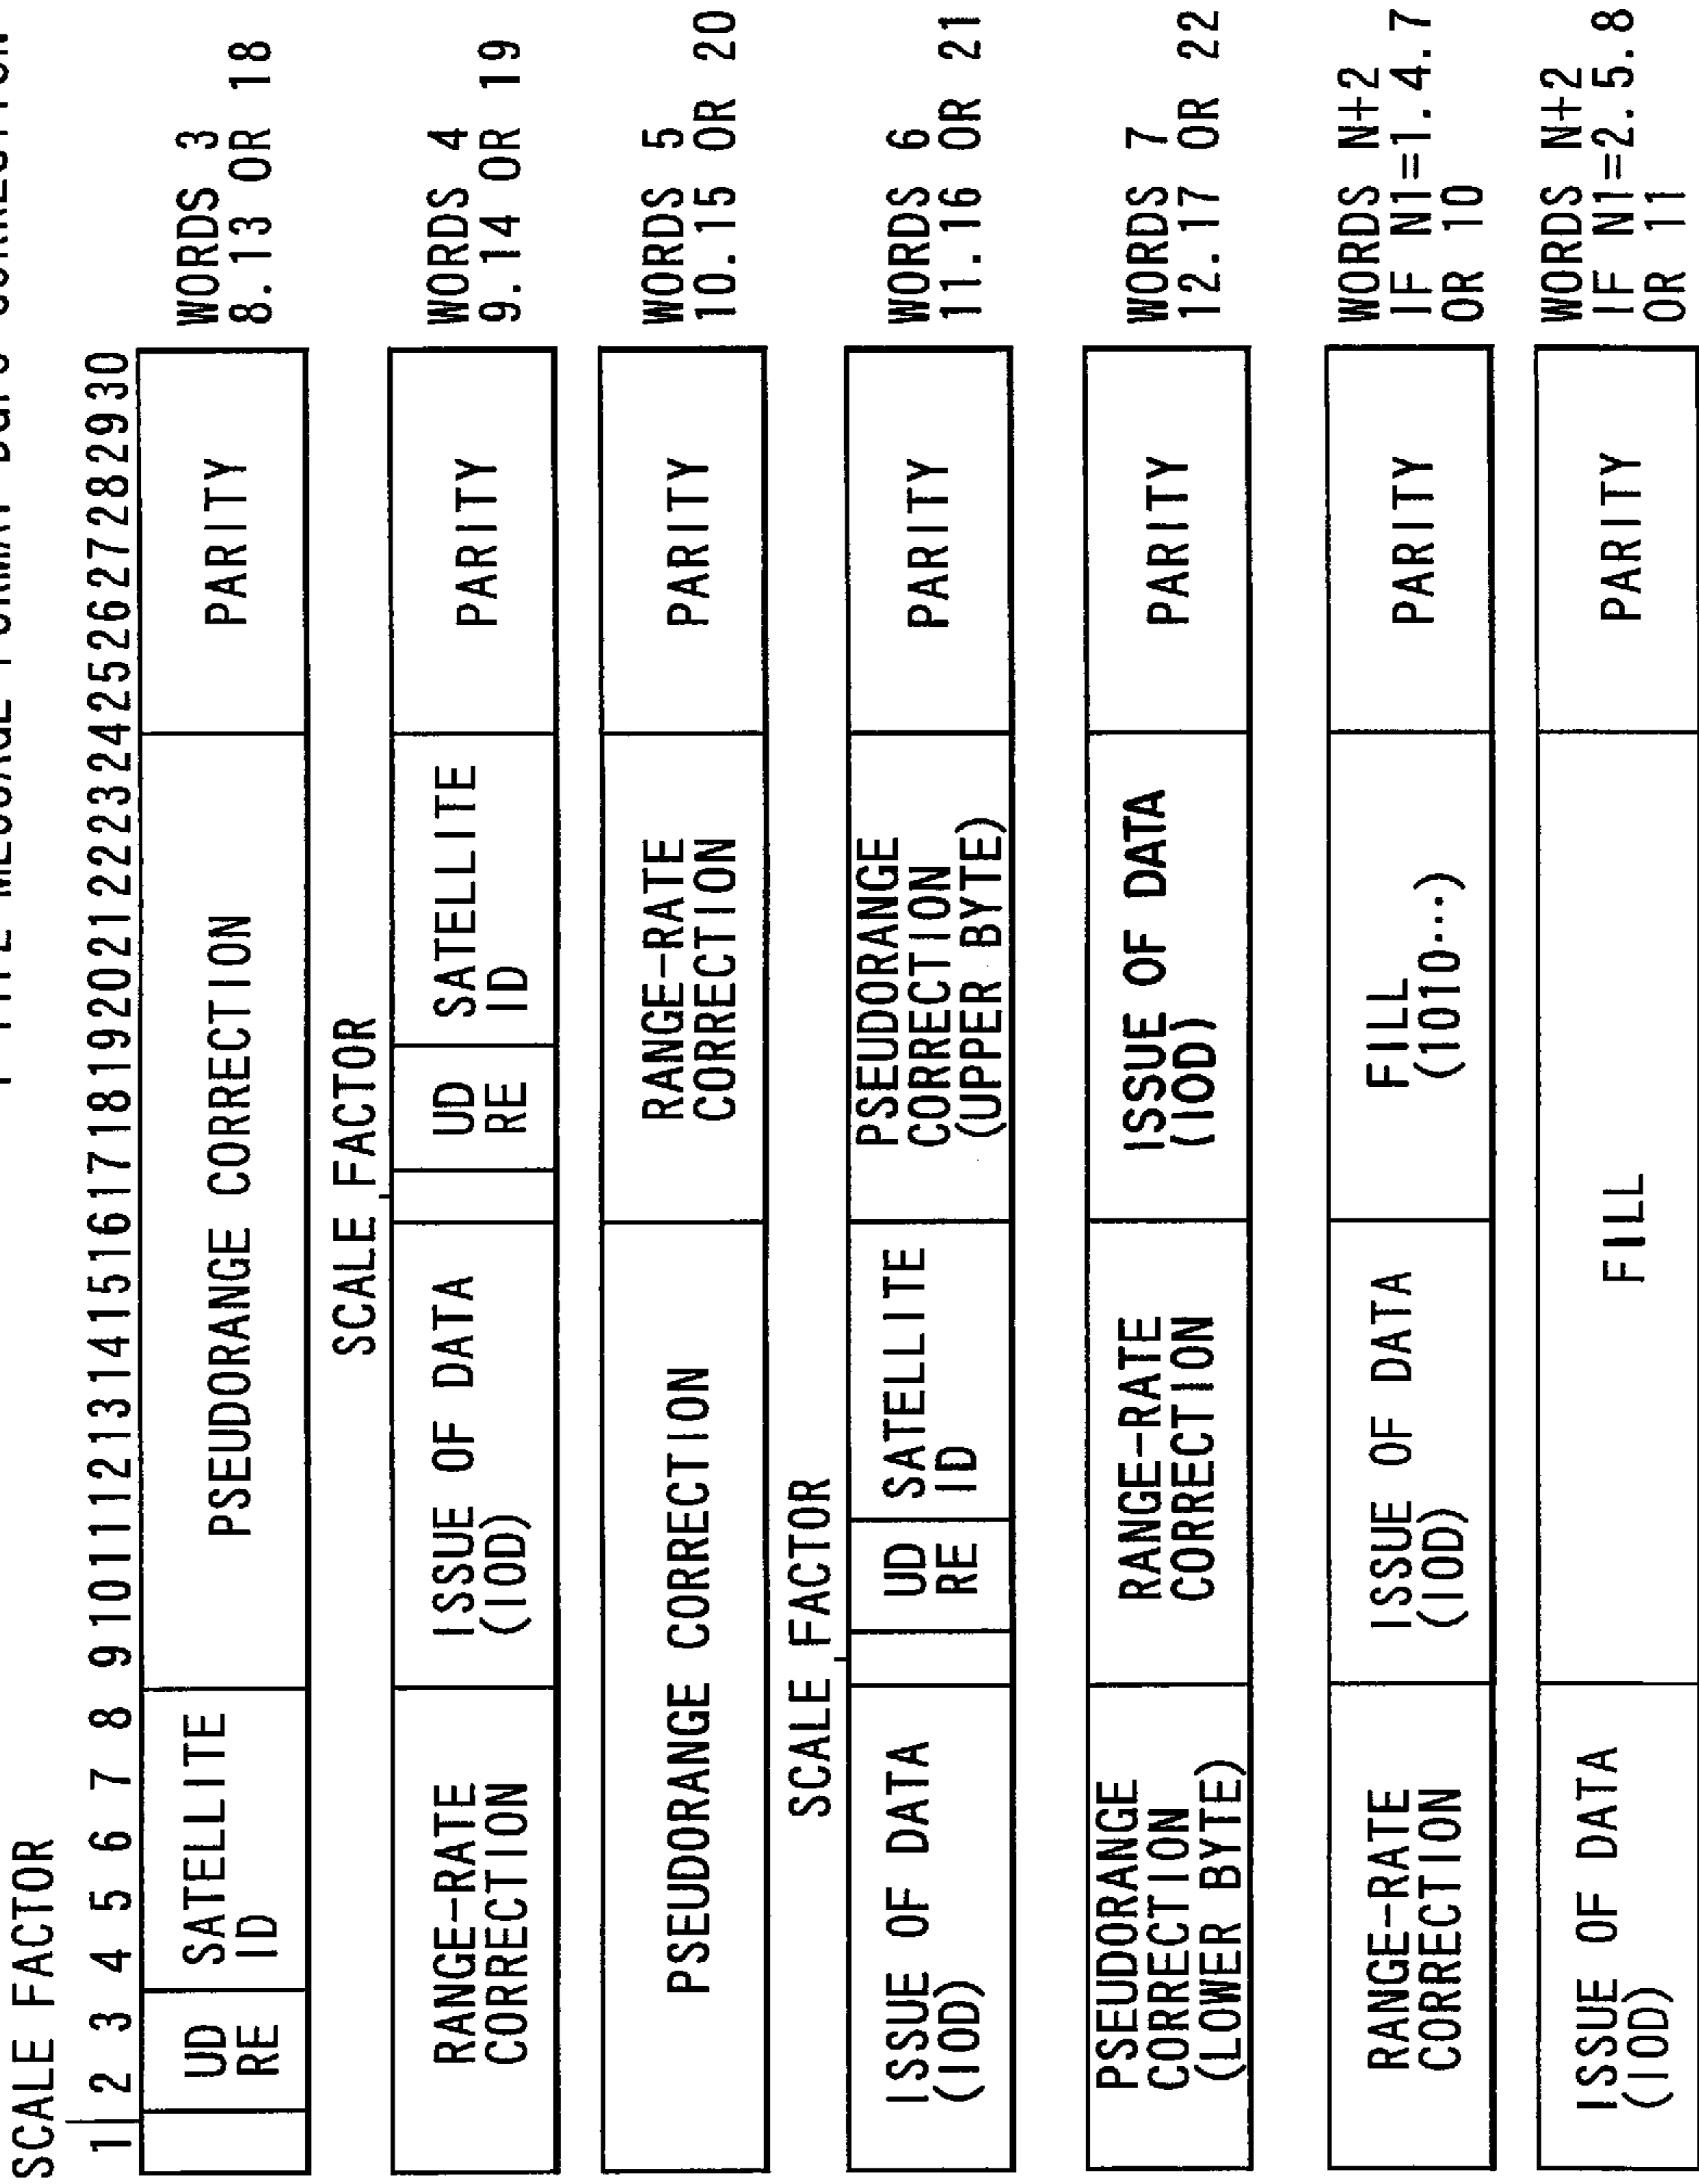 SCALE FACTOR
1 2 3 4 5 6 7 8 9 10 11 12 13 14 15 16 17 18 19 20 21 22 23 24 25 26 27 28 29 30
UD
RE
SATELLITE
ID
PSEUDORANGE CORRECTION
PARITY
WORDS 3
8.13 OR 18
SCALE FACTOR
RANGE-RATE
CORRECTION
ISSUE OF DATA
(IOD)
UD
RE
SATELLITE
ID
PARITY
WORDS 4
9.14 OR 19
PSEUDORANGE CORRECTION
RANGE-RATE
CORRECTION
PARITY
WORDS 5
10.15 OR 20
SCALE FACTOR
ISSUE OF DATA
(IOD)
UD
RE
SATELLITE
ID
PSEUDORANGE
CORRECTION
(UPPER BYTE)
PARITY
WORDS 6
11.16 OR 21
PSEUDORANGE
CORRECTION
(LOWER BYTE)
RANGE-RATE
CORRECTION
ISSUE OF DATA
(IOD)
PARITY
WORDS 7
12.17 OR 22
RANGE-RATE
CORRECTION
ISSUE OF DATA
(IOD)
FILL
(1010···)
PARITY
WORDS N+2
IF N1=1.4.7
OR 10
ISSUE OF DATA
(IOD)
FILL
PARITY
WORDS N+2
IF N1=2.5.8
OR 11